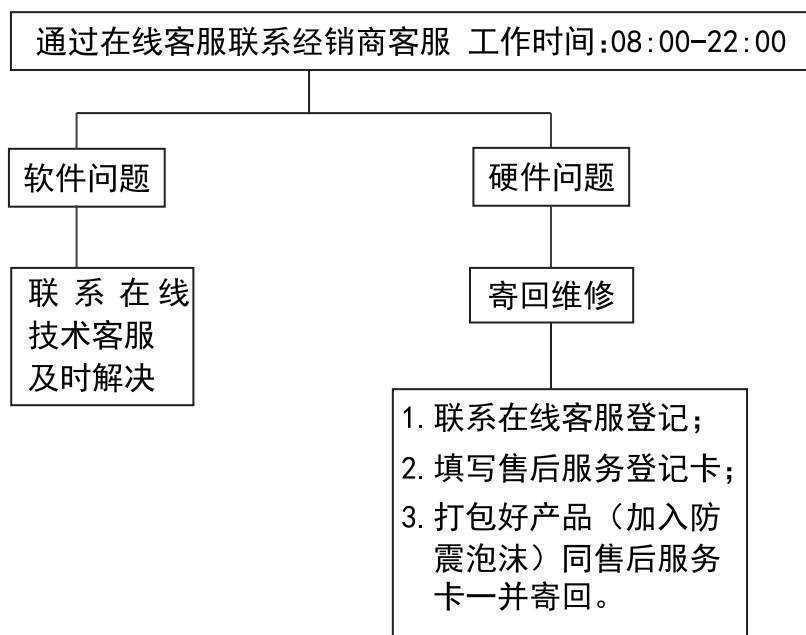 通过在线客服联系经销商客服 工作时间:08:00-22:00
软件问题
硬件问题
联系在线
技术客服
及时解决
寄回维修
1. 联系在线客服登记;
2. 填写售后服务登记卡;
3. 打包好产品（加入防
震泡沫）同售后服务
卡一并寄回。